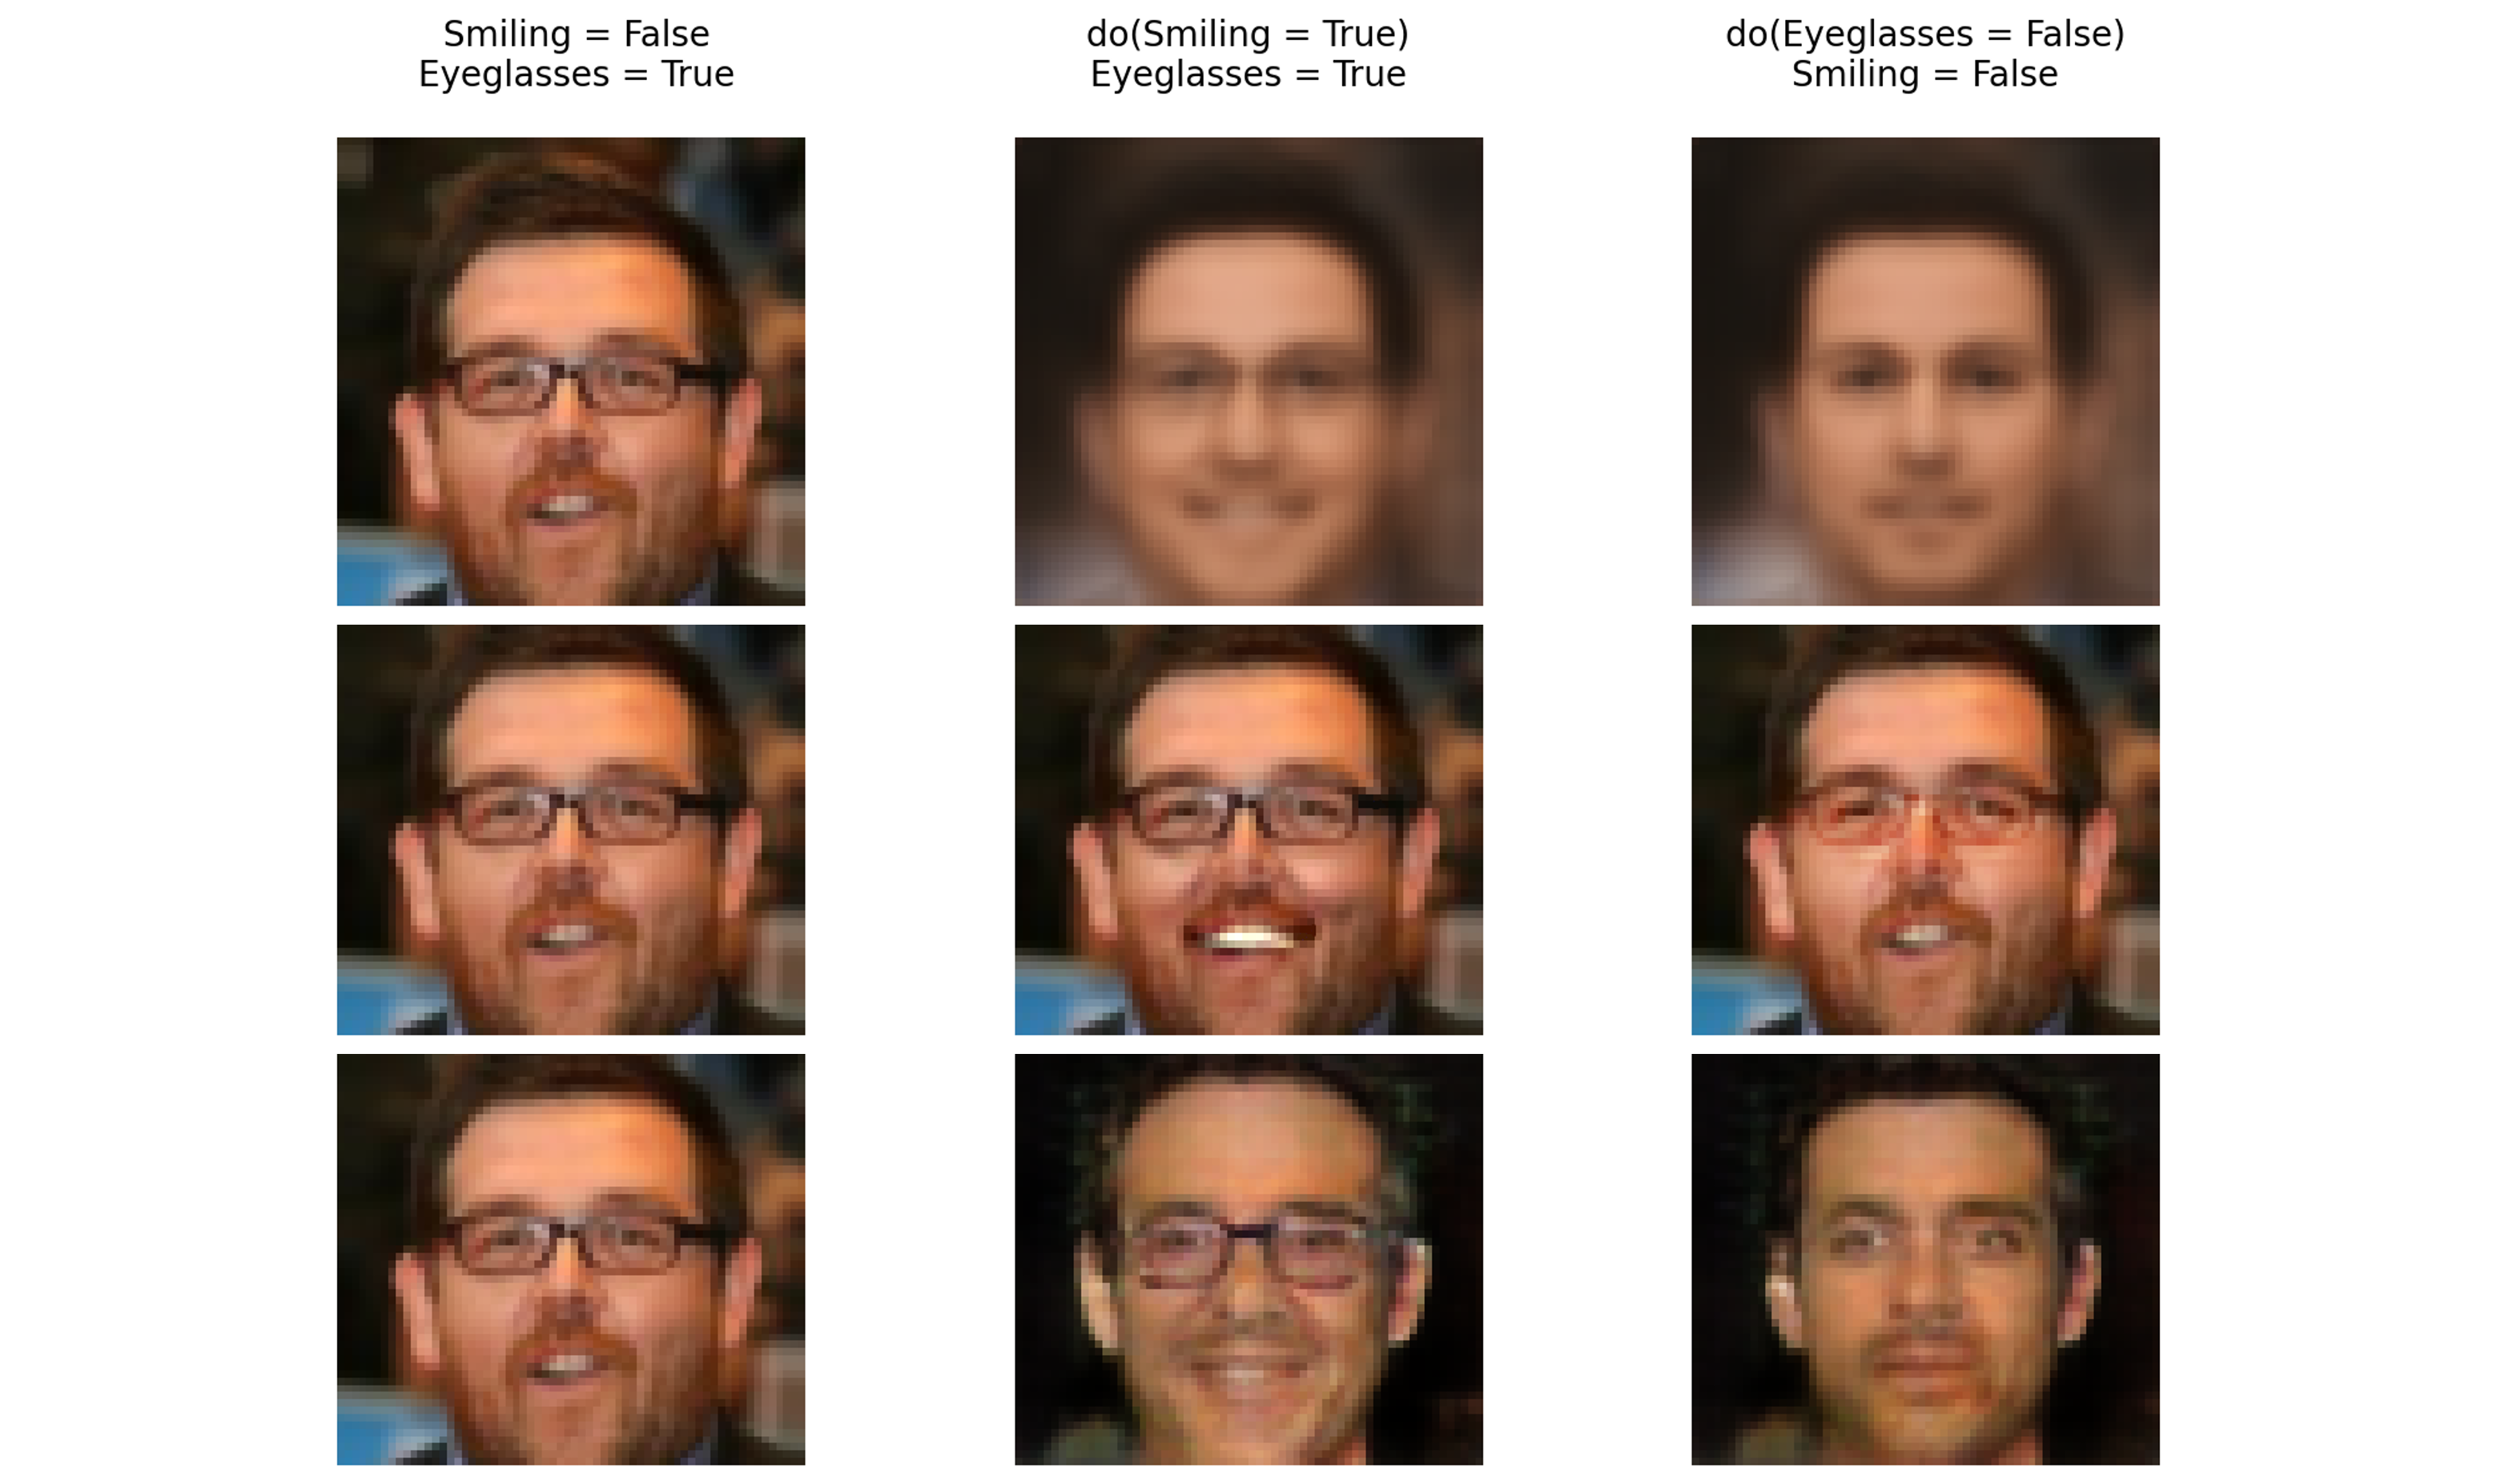 Smiling = False
Eyeglasses = True
do(Smiling = True)
Eyeglasses = True
do(Eyeglasses = False)
Smiling = False